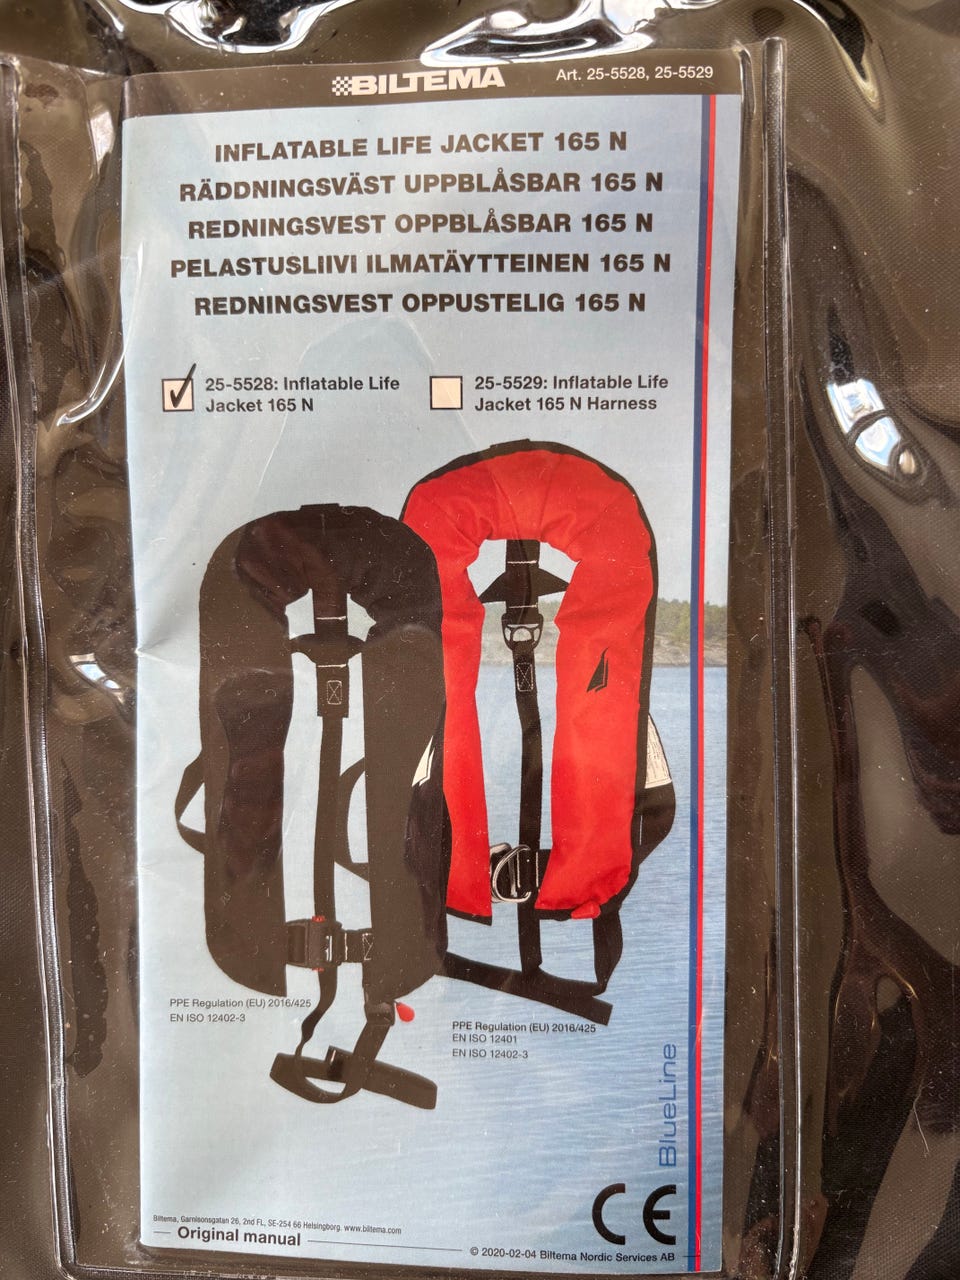 BILTEMA
Art. 25-5528, 25-5529
INFLATABLE LIFE JACKET 165 N
RÄDDNINGSVÄST UPPBLÅSBAR 165 N
REDNINGSVEST OPPBLÅSBAR 165 N
PELASTUSLIIVI ILMATÄYTTEINEN 165 N
REDNINGSVEST OPPUSTELIG 165 N
25-5528: Inflatable Life
Jacket 165 N
25-5529: Inflatable Life
Jacket 165 N Harness
PPE Regulation (EU) 2016/425
EN ISO 12402-3
PPE Regulation (EU) 2016/425
EN ISO 12401
EN ISO 12402-3
BlueLine
CE
Biltema, Garnisonsgatan 26, 2nd FL, SE-254 66 Helsingborg. www.biltema.com
Original manual
© 2020-02-04 Biltema Nordic Services AB